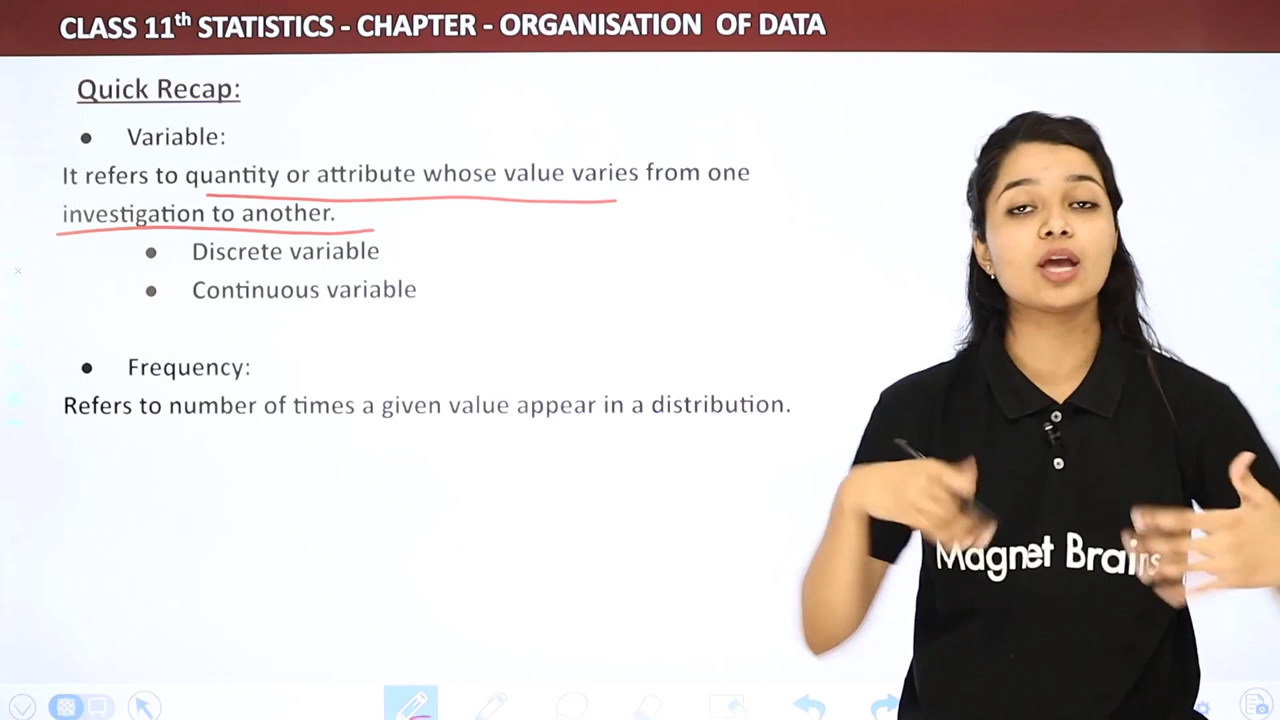 CLASS 11th STATISTICS - CHAPTER - ORGANISATION OF DATA
Quick Recap:
● Variable:
It refers to quantity or attribute whose value varies from one
investigation to another.
● Discrete variable
● Continuous variable
● Frequency:
Refers to number of times a given value appear in a distribution.
Magnet Brains